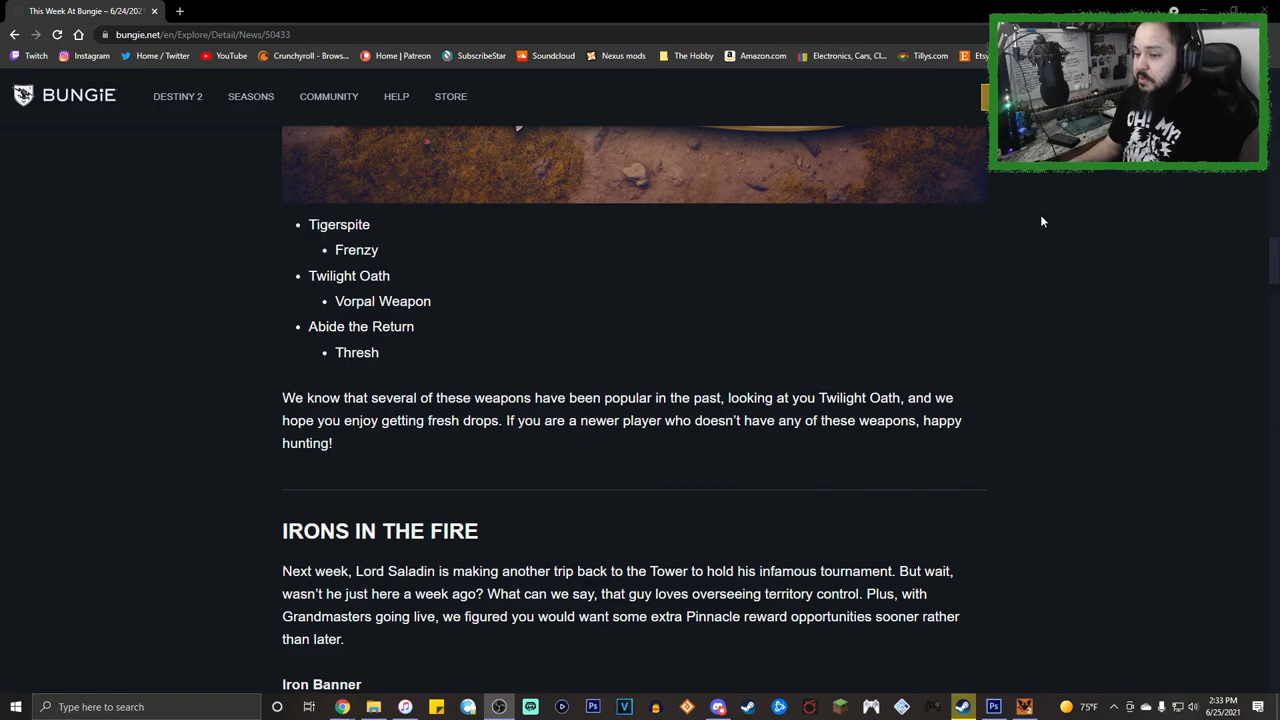 This Week At Bungie – 6/24/2021
bungie.net/en/Explore/Detail/News/50433
Twitch Instagram YouTube Home / Twitter Crunchyroll - Brows... Home | Patreon SubscribeStar Soundcloud Nexus mods The Hobby Amazon.com Electronics, Cars, Cl... Tillys.com Ets
BUNGiE DESTINY 2 SEASONS COMMUNITY HELP STORE
OH! MY!
• Tigerspite
• Frenzy
• Twilight Oath
• Vorpal Weapon
• Abide the Return
• Thresh
We know that several of these weapons have been popular in the past, looking at you Twilight Oath, and we
hope you enjoy getting fresh drops. If you are a newer player who doesn’t have any of these weapons, happy
hunting!
IRONS IN THE FIRE
Next week, Lord Saladin is making another trip back to the Tower to hold his infamous tournament. But wait,
wasn’t he just here a week ago? What can we say, that guy loves overseeing territory control. Plus, with
Grandmasters going live, we figured you would want some extra Pinnacle reward opportunities sooner rather
than later.
Iron Banner
Type here to search
75°F
2:33 PM
6/25/2021